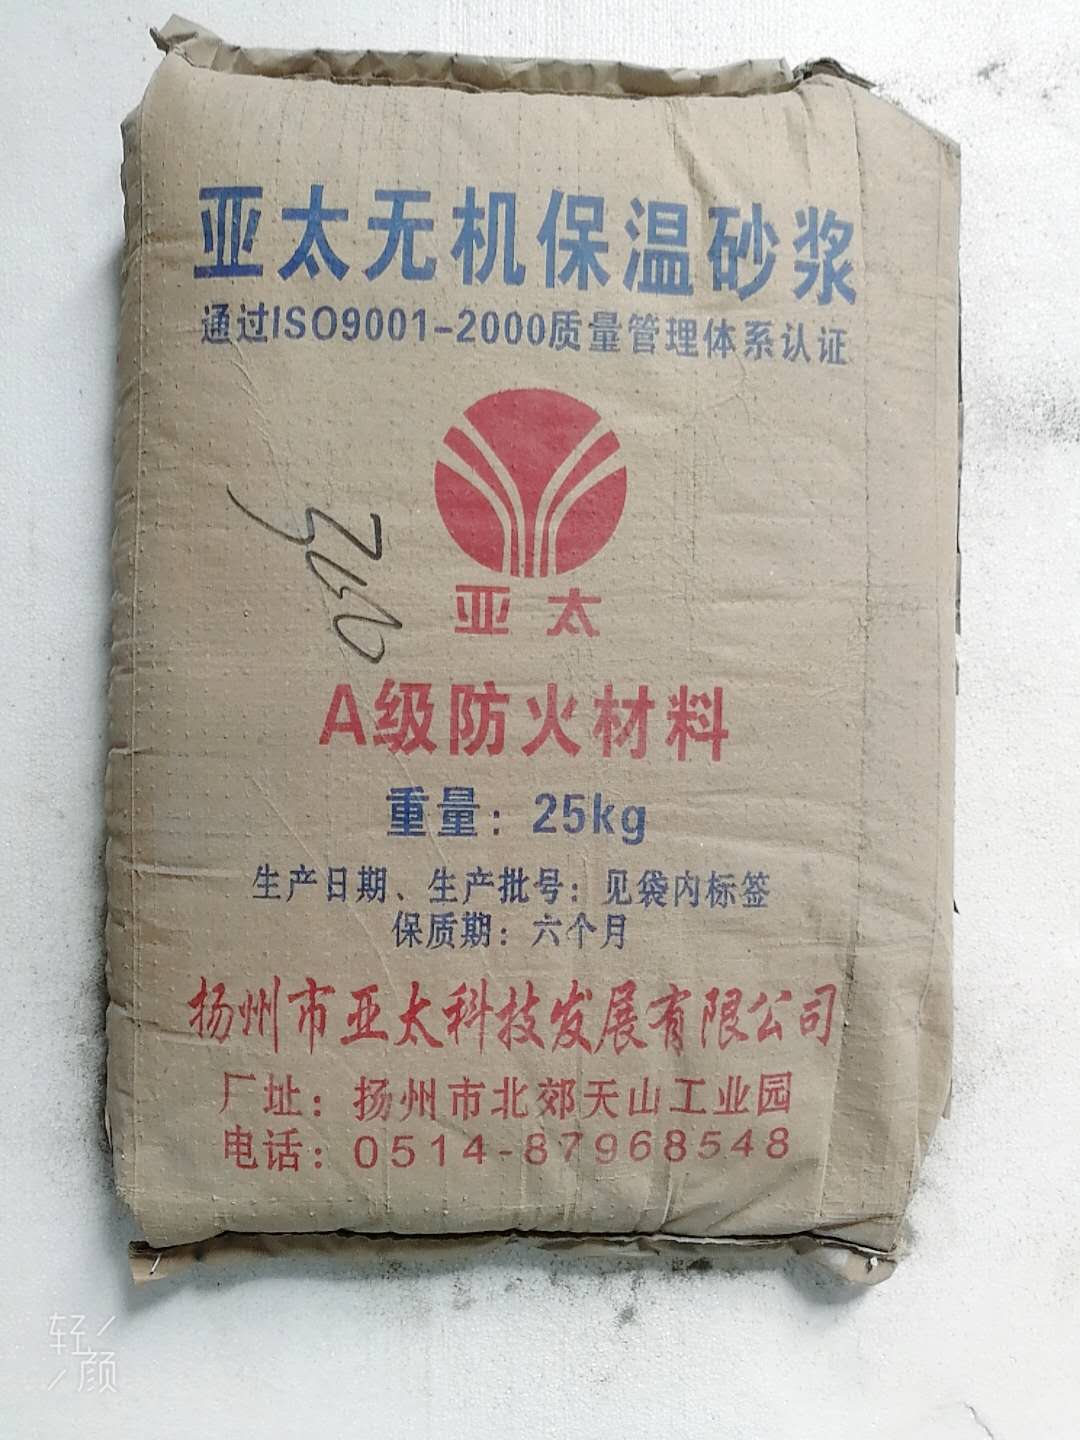 亚太无机保温砂浆
通过ISO9001-2000质量管理体系认证
亚太
A级防火材料
重量：25kg
生产日期、生产批号：见袋内标签
保质期：六个月
扬州市亚太科技发展有限公司
厂址：扬州市北郊天山工业园
电话：0514-87968548
轻颜